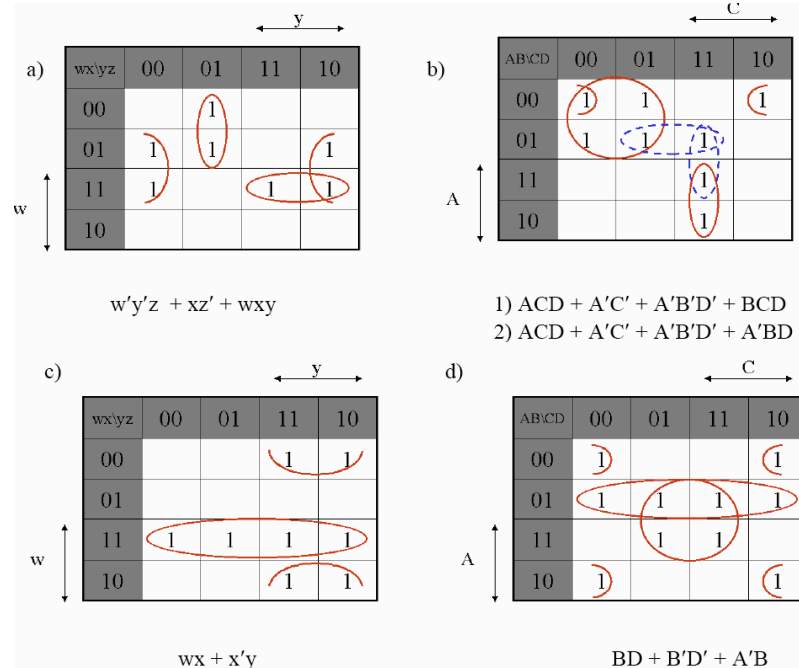 a)
y
wx\yz 00 01 11 10
00 1
01 1 1 1
11 1 1 1
10
w
w′y′z + xz′ + wxy
b)
C
AB\CD 00 01 11 10
00 1 1 1
01 1 1 1
11 1
10 1
A
1) ACD + A′C′ + A′B′D′ + BCD
2) ACD + A′C′ + A′B′D′ + A′BD
c)
y
wx\yz 00 01 11 10
00 1 1
01
11 1 1 1 1
10 1 1
w
wx + x′y
d)
C
AB\CD 00 01 11 10
00 1 1
01 1 1 1 1
11 1 1
10 1 1
A
BD + B′D′ + A′B